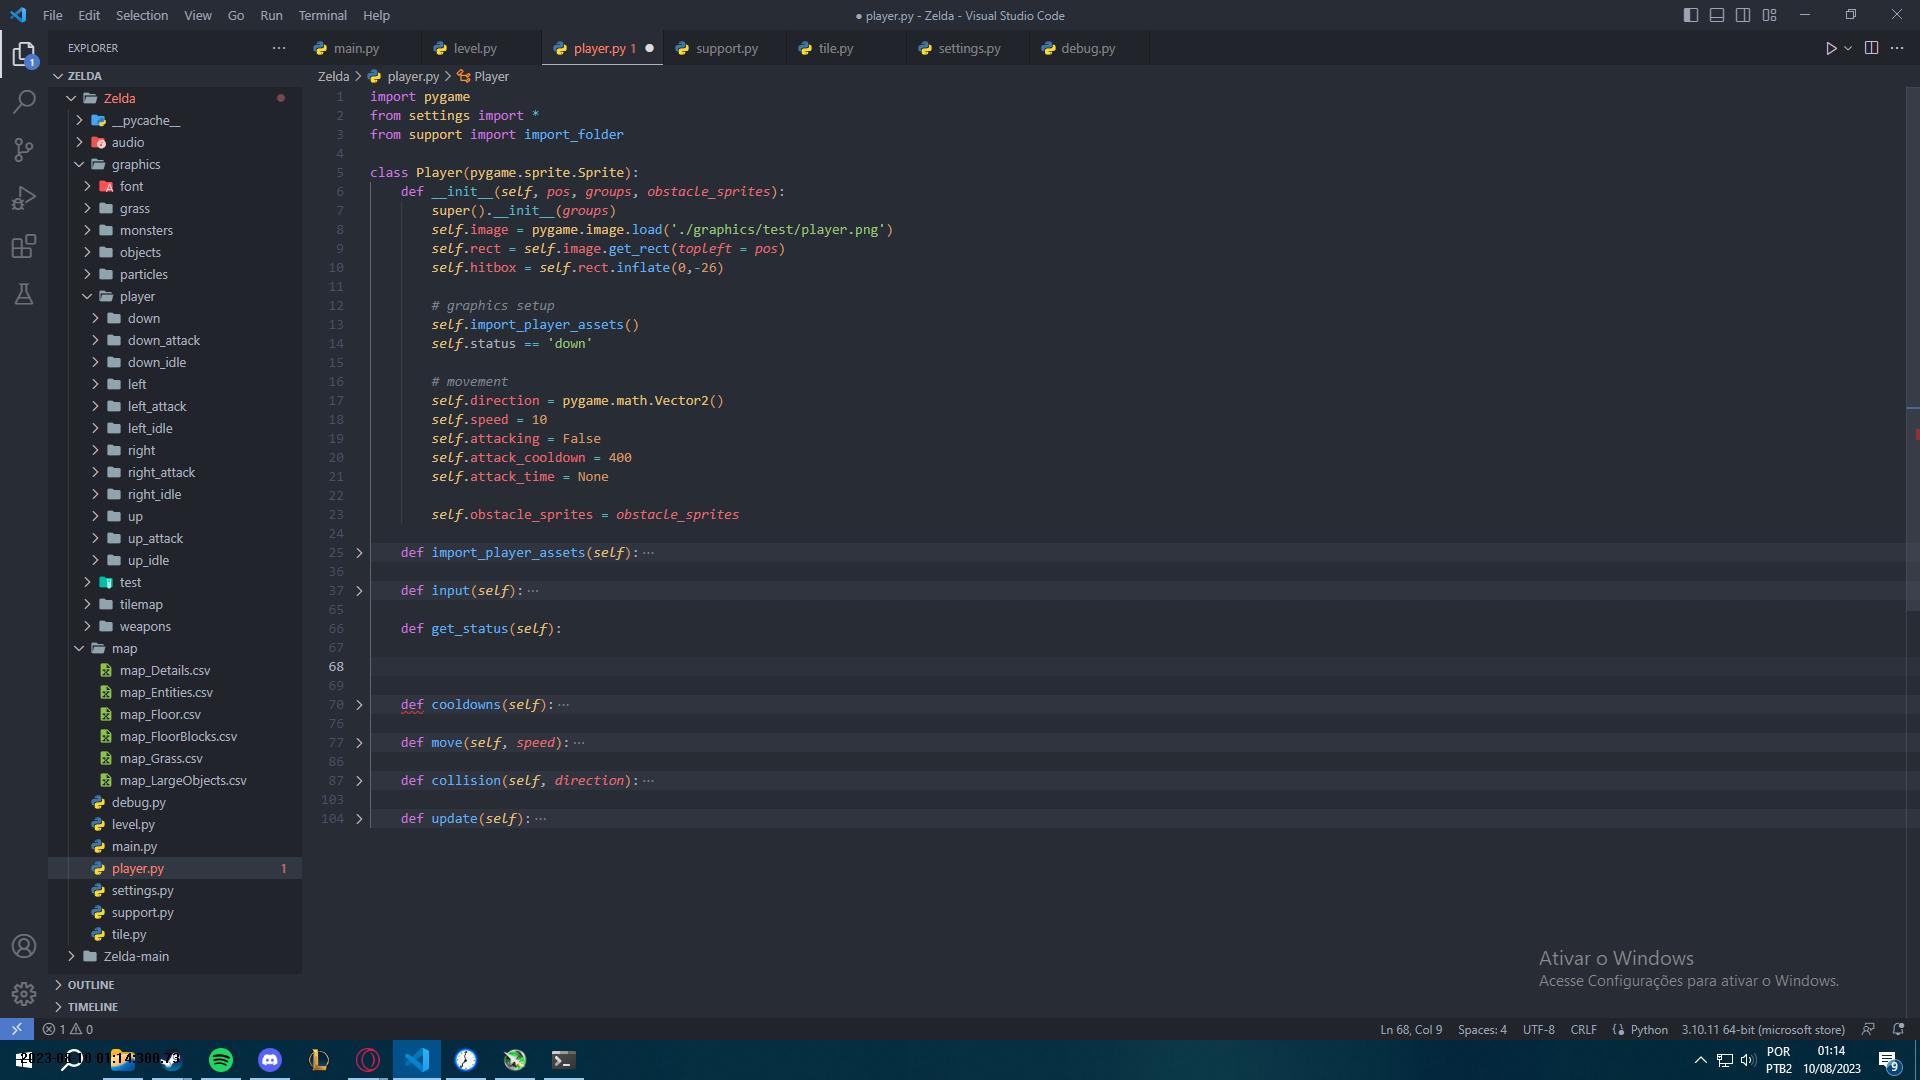 File Edit Selection View Go Run Terminal Help
● player.py - Zelda - Visual Studio Code
EXPLORER
main.py level.py player.py 1 support.py tile.py settings.py debug.py
1
ZELDA
Zelda
__pycache__
audio
graphics
font
grass
monsters
objects
particles
player
down
down_attack
down_idle
left
left_attack
left_idle
right
right_attack
right_idle
up
up_attack
up_idle
test
tilemap
weapons
map
map_Details.csv
map_Entities.csv
map_Floor.csv
map_FloorBlocks.csv
map_Grass.csv
map_LargeObjects.csv
debug.py
level.py
main.py
player.py 1
settings.py
support.py
tile.py
Zelda-main
OUTLINE
TIMELINE
Zelda > player.py > Player
1 import pygame
2 from settings import *
3 from support import import_folder
4
5 class Player(pygame.sprite.Sprite):
6 def __init__(self, pos, groups, obstacle_sprites):
7 super().__init__(groups)
8 self.image = pygame.image.load('./graphics/test/player.png')
9 self.rect = self.image.get_rect(topleft = pos)
10 self.hitbox = self.rect.inflate(0,-26)
11
12 # graphics setup
13 self.import_player_assets()
14 self.status == 'down'
15
16 # movement
17 self.direction = pygame.math.Vector2()
18 self.speed = 10
19 self.attacking = False
20 self.attack_cooldown = 400
21 self.attack_time = None
22
23 self.obstacle_sprites = obstacle_sprites
24
25 def import_player_assets(self): ···
36
37 def input(self): ···
65
66 def get_status(self):
67
68
69
70 def cooldowns(self): ···
76
77 def move(self, speed): ···
86
87 def collision(self, direction): ···
103
104 def update(self): ···
Ativar o Windows
Acesse Configurações para ativar o Windows.
1 0
Ln 68, Col 9 Spaces: 4 UTF-8 CRLF Python 3.10.11 64-bit (microsoft store)
POR
PTB2
01:14
10/08/2023
9